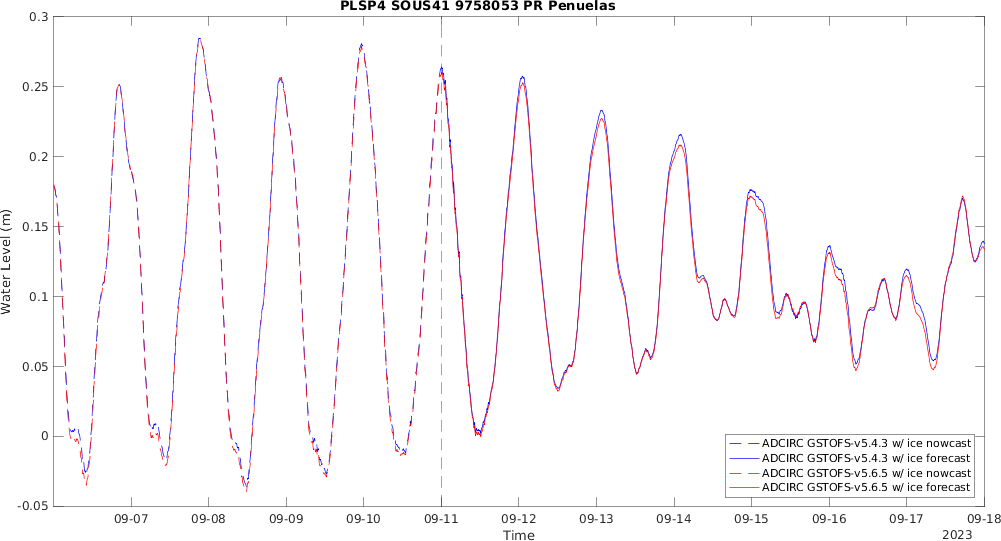 PLSP4 SOUS41 9758053 PR Penuelas
0.3
0.25
0.2
0.15
0.1
0.05
0
-0.05
Water Level (m)
09-07 09-08 09-09 09-10 09-11 09-12 09-13 09-14 09-15 09-16 09-17 09-18
Time
2023
ADCIRC GSTOFS-v5.4.3 w/ ice nowcast
ADCIRC GSTOFS-v5.4.3 w/ ice forecast
ADCIRC GSTOFS-v5.6.5 w/ ice nowcast
ADCIRC GSTOFS-v5.6.5 w/ ice forecast